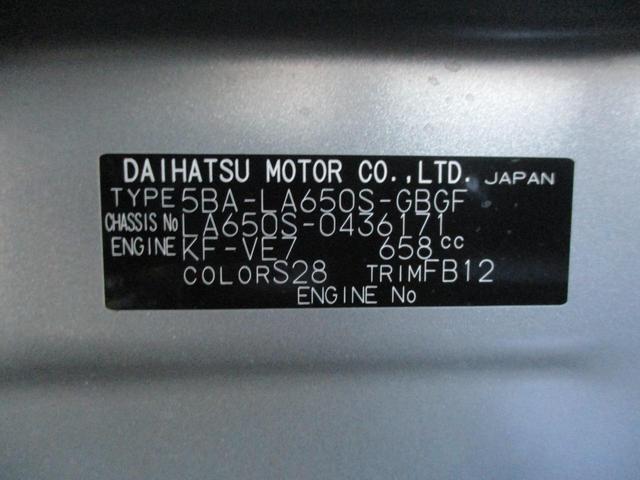 DAIHATSU MOTOR CO.,LTD. JAPAN
TYPE 5BA-LA650S-GBGF
CHASSIS No LA650S-0436171
ENGINE KF-VE7 658cc
COLOR S28 TRIM FB12
ENGINE No